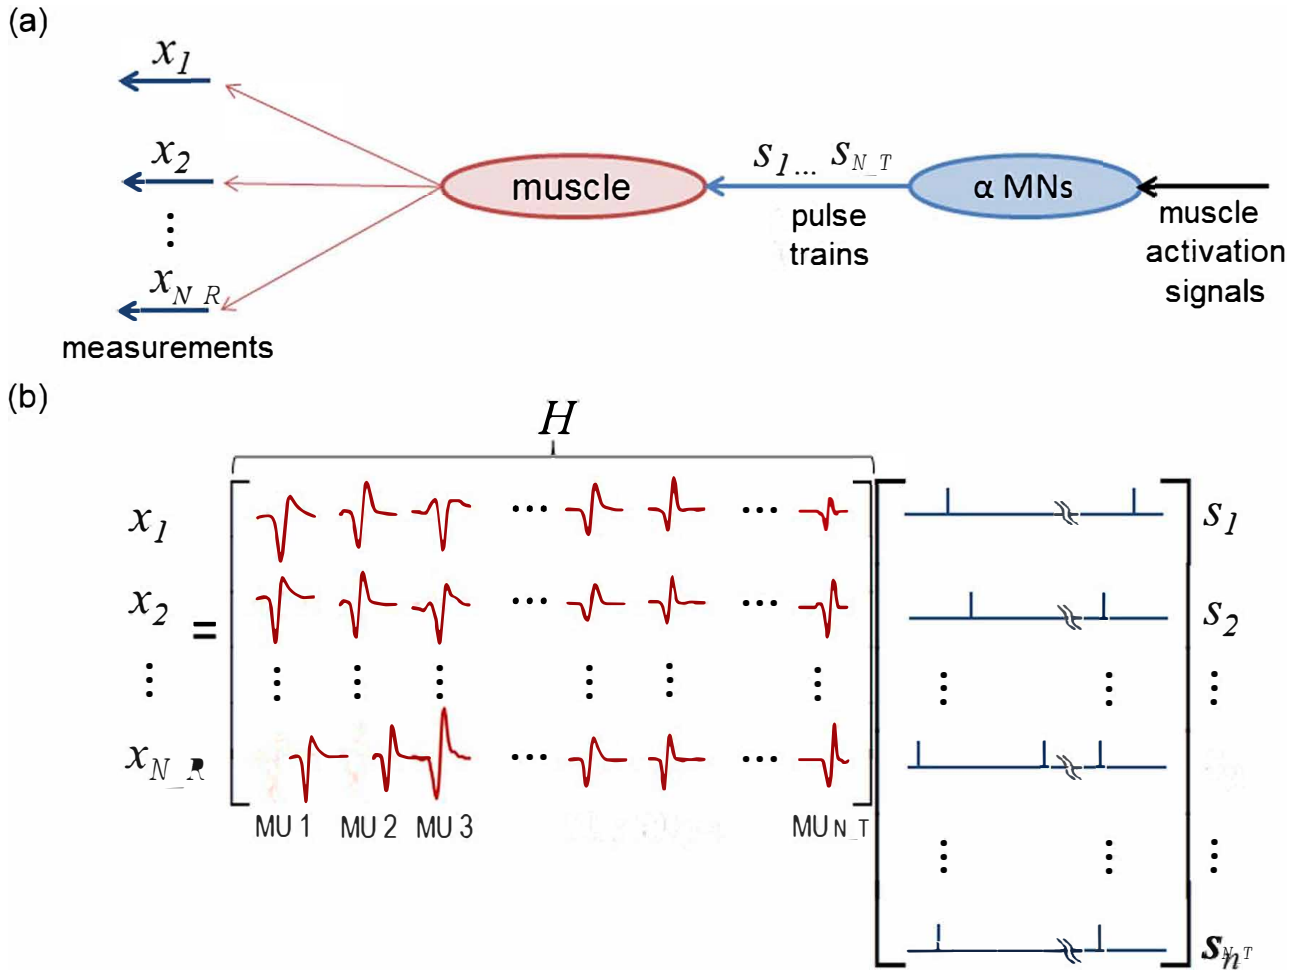 (a)
x1
x2
⋮
xN_R
measurements
muscle
s1... sN_T
pulse
trains
α MNs
muscle
activation
signals
(b)
H
x1
x2
⋮
xN_R
=
MU 1 MU 2 MU 3 MU N_T
s1
s2
⋮
⋮